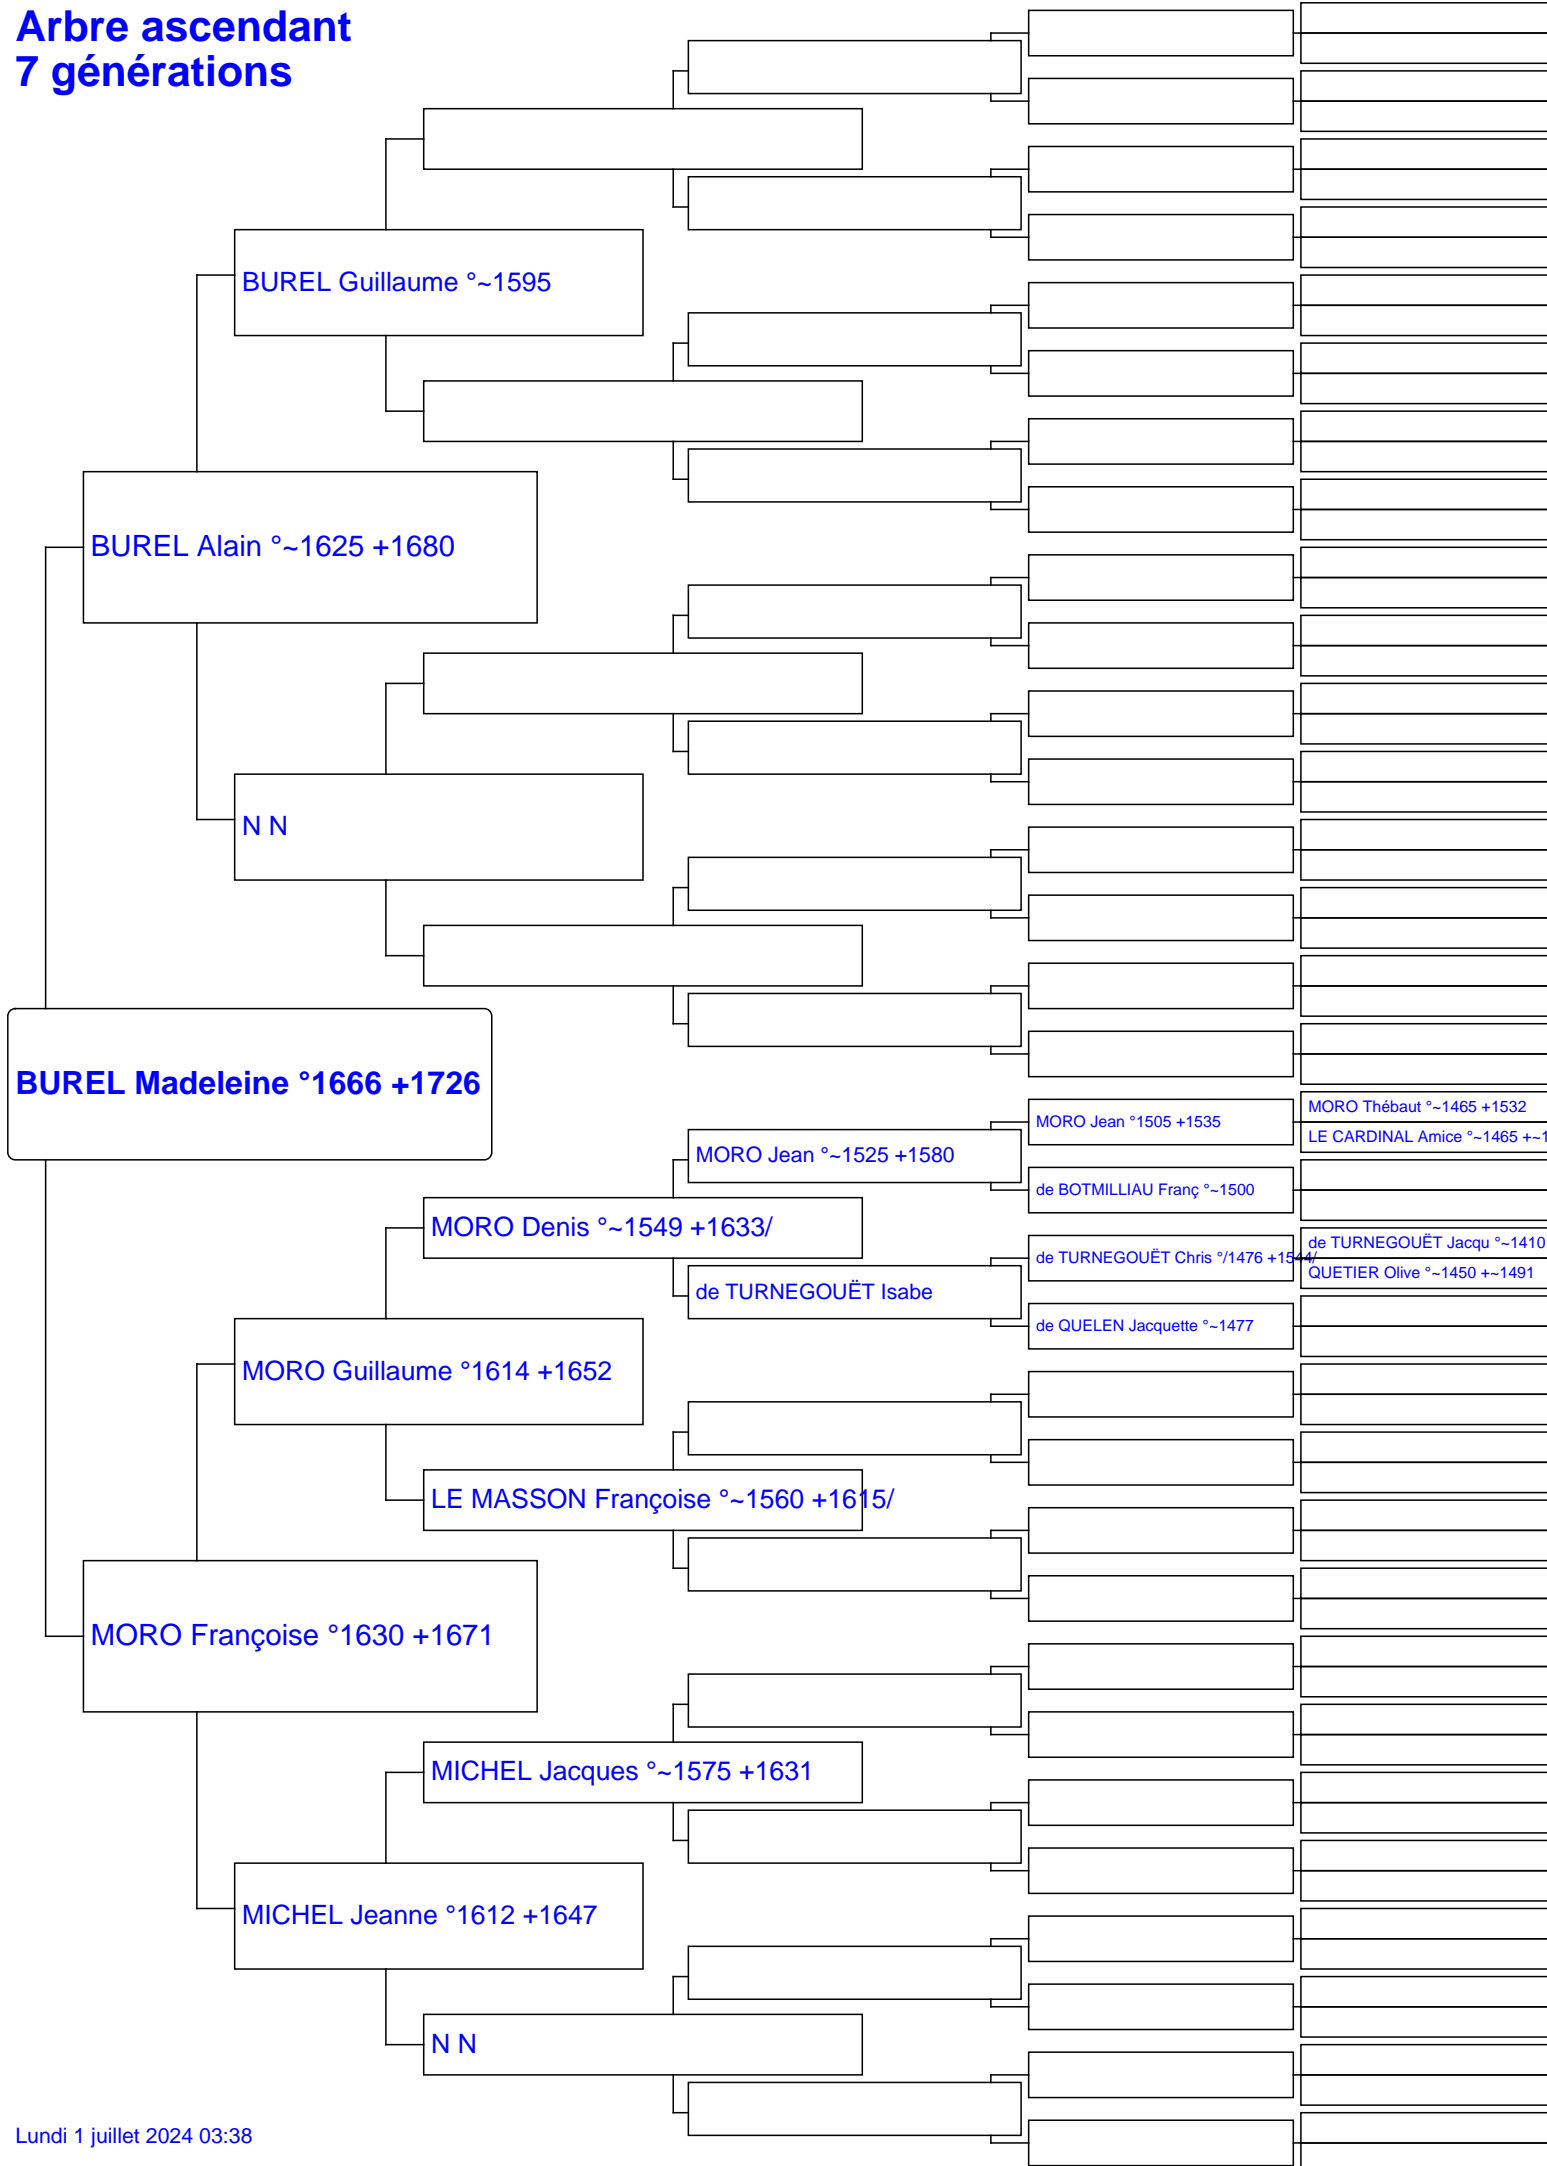 Arbre ascendant
7 générations
BUREL Guillaume °~1595
BUREL Alain °~1625 +1680
N N
BUREL Madeleine °1666 +1726
MORO Thébaut °~1465 +1532
MORO Jean °1505 +1535
LE CARDINAL Amice °~1465 +~1
MORO Jean °~1525 +1580
de BOTMILLIAU Franç °~1500
MORO Denis °~1549 +1633/
de TURNEGOUËT Jacqu °~1410
de TURNEGOUËT Chris °/1476 +1544/
QUETIER Olive °~1450 +~1491
de TURNEGOUËT Isabe
de QUELEN Jacquette °~1477
MORO Guillaume °1614 +1652
LE MASSON Françoise °~1560 +1615/
MORO Françoise °1630 +1671
MICHEL Jacques °~1575 +1631
MICHEL Jeanne °1612 +1647
N N
Lundi 1 juillet 2024 03:38